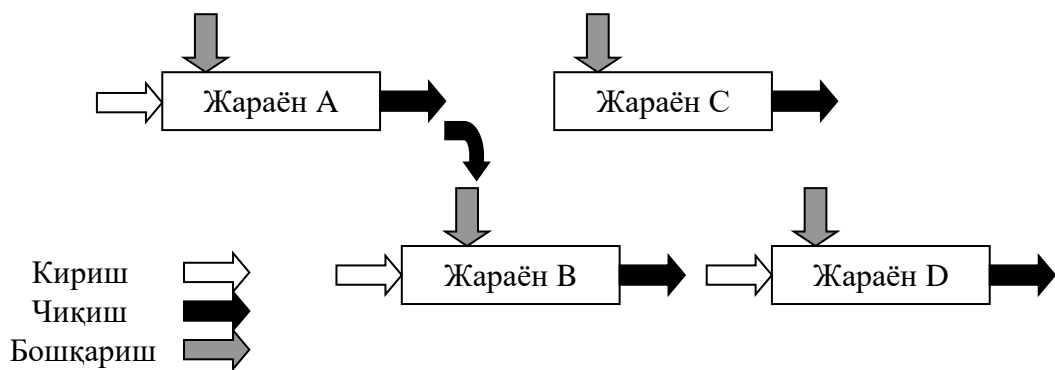 Жараён A
Жараён C
Жараён B
Жараён D
Кириш
Чиқиш
Бошқариш